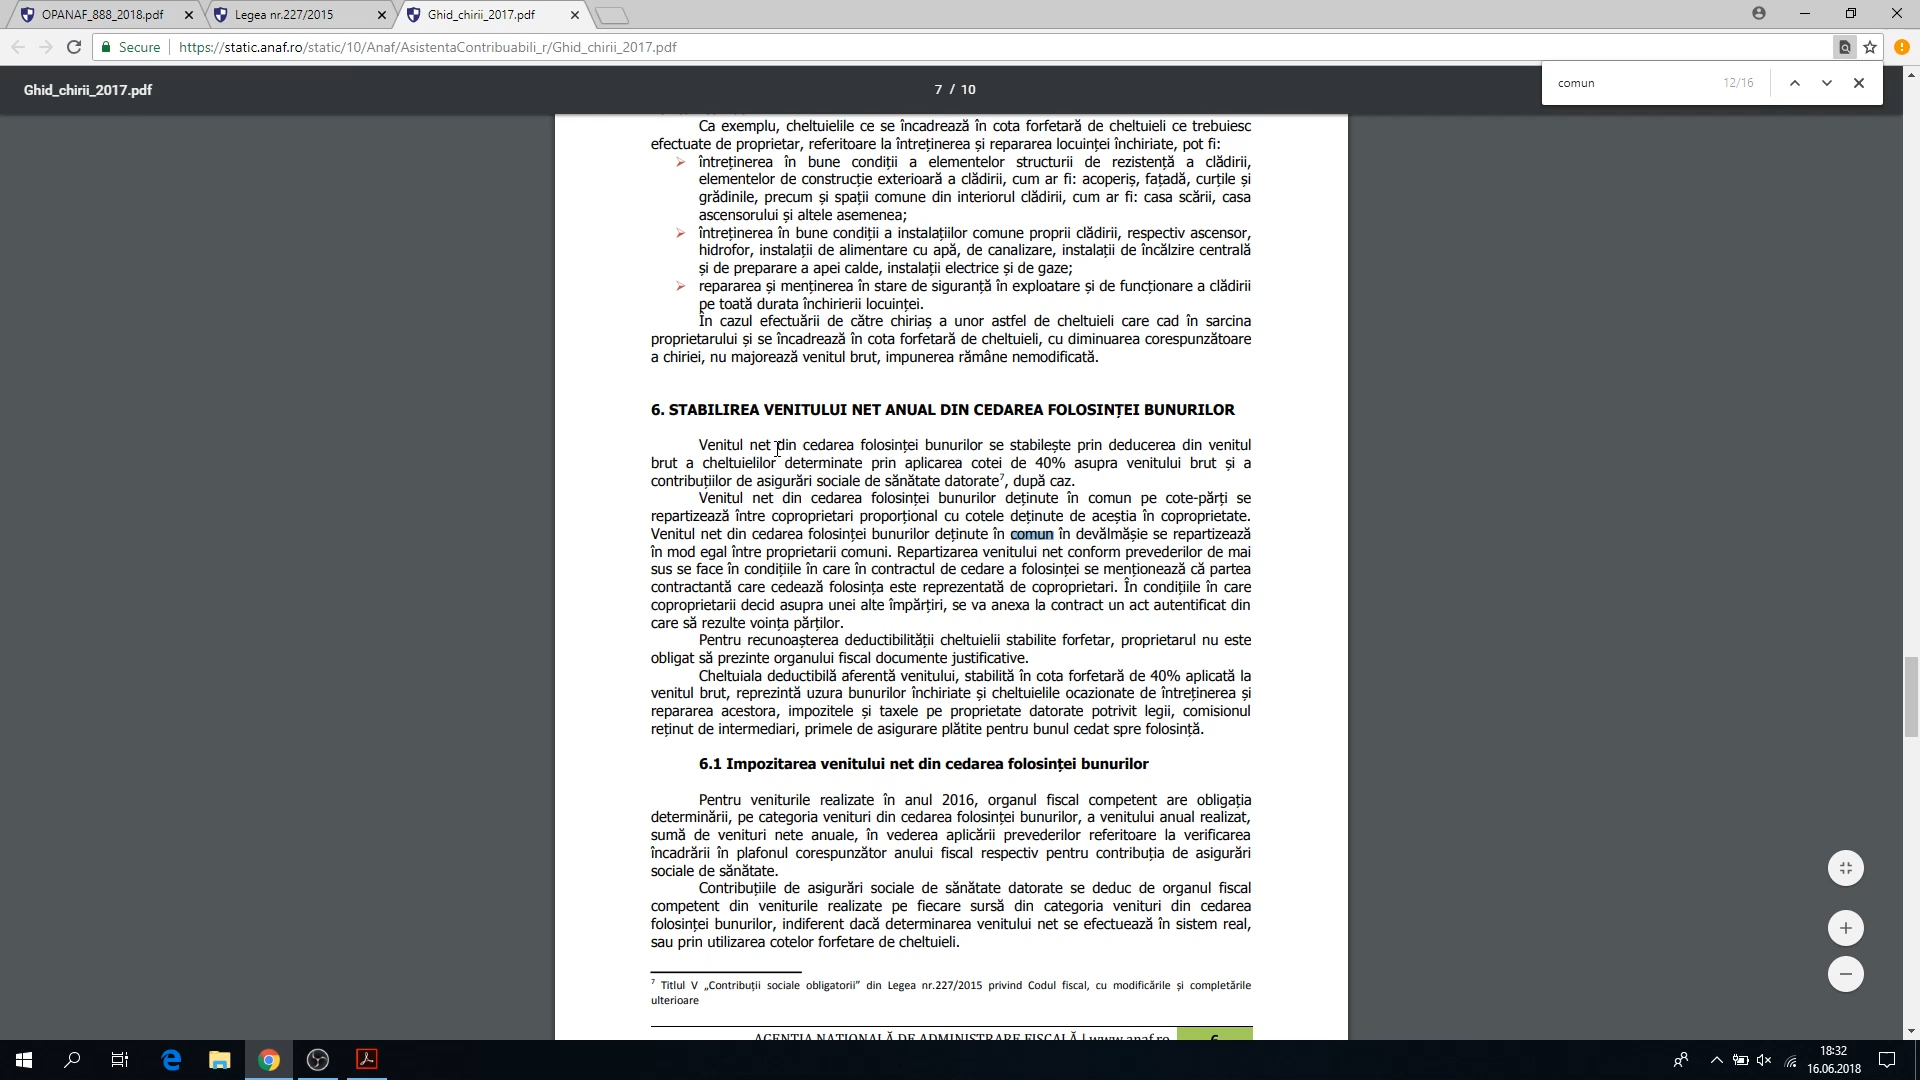 OPANAF_888_2018.pdf
Legea nr.227/2015
Ghid_chirii_2017.pdf
Secure
https://static.anaf.ro/static/10/Anaf/AsistentaContribuabili_r/Ghid_chirii_2017.pdf
Ghid_chirii_2017.pdf
7 / 10
comun
12/16
Ca exemplu, cheltuielile ce se încadrează în cota forfetară de cheltuieli ce trebuiesc
efectuate de proprietar, referitoare la întreținerea și repararea locuinței închiriate, pot fi:
întreținerea în bune condiții a elementelor structurii de rezistență a clădirii,
elementelor de construcție exterioară a clădirii, cum ar fi: acoperiș, fațadă, curțile și
grădinile, precum și spații comune din interiorul clădirii, cum ar fi: casa scării, casa
ascensorului și altele asemenea;
întreținerea în bune condiții a instalațiilor comune proprii clădirii, respectiv ascensor,
hidrofor, instalații de alimentare cu apă, de canalizare, instalații de încălzire centrală
și de preparare a apei calde, instalații electrice și de gaze;
repararea și menținerea în stare de siguranță în exploatare și de funcționare a clădirii
pe toată durata închirierii locuinței.
În cazul efectuării de către chiriaș a unor astfel de cheltuieli care cad în sarcina
proprietarului și se încadrează în cota forfetară de cheltuieli, cu diminuarea corespunzătoare
a chiriei, nu majorează venitul brut, impunerea rămâne nemodificată.
6. STABILIREA VENITULUI NET ANUAL DIN CEDAREA FOLOSINȚEI BUNURILOR
Venitul net din cedarea folosinței bunurilor se stabilește prin deducerea din venitul
brut a cheltuielilor determinate prin aplicarea cotei de 40% asupra venitului brut și a
contribuțiilor de asigurări sociale de sănătate datorate7, după caz.
Venitul net din cedarea folosinței bunurilor deținute în comun pe cote-părți se
repartizează între coproprietari proporțional cu cotele deținute de aceștia în coproprietate.
Venitul net din cedarea folosinței bunurilor deținute în comun în devălmășie se repartizează
în mod egal între proprietarii comuni. Repartizarea venitului net conform prevederilor de mai
sus se face în condițiile în care în contractul de cedare a folosinței se menționează că partea
contractantă care cedează folosința este reprezentată de coproprietari. În condițiile în care
coproprietarii decid asupra unei alte împărțiri, se va anexa la contract un act autentificat din
care să rezulte voința părților.
Pentru recunoașterea deductibilității cheltuielii stabilite forfetar, proprietarul nu este
obligat să prezinte organului fiscal documente justificative.
Cheltuiala deductibilă aferentă venitului, stabilită în cota forfetară de 40% aplicată la
venitul brut, reprezintă uzura bunurilor închiriate și cheltuielile ocazionate de întreținerea și
repararea acestora, impozitele și taxele pe proprietate datorate potrivit legii, comisionul
reținut de intermediari, primele de asigurare plătite pentru bunul cedat spre folosință.
6.1 Impozitarea venitului net din cedarea folosinței bunurilor
Pentru veniturile realizate în anul 2016, organul fiscal competent are obligația
determinării, pe categoria venituri din cedarea folosinței bunurilor, a venitului anual realizat,
sumă de venituri nete anuale, în vederea aplicării prevederilor referitoare la verificarea
încadrării în plafonul corespunzător anului fiscal respectiv pentru contribuția de asigurări
sociale de sănătate.
Contribuțiile de asigurări sociale de sănătate datorate se deduc de organul fiscal
competent din veniturile realizate pe fiecare sursă din categoria venituri din cedarea
folosinței bunurilor, indiferent dacă determinarea venitului net se efectuează în sistem real,
sau prin utilizarea cotelor forfetare de cheltuieli.
7 Titlul V „Contribuții sociale obligatorii” din Legea nr.227/2015 privind Codul fiscal, cu modificările și completările
ulterioare
AGENȚIA NAȚIONALĂ DE ADMINISTRARE FISCALĂ | www.anaf.ro
6
18:32
16.06.2018